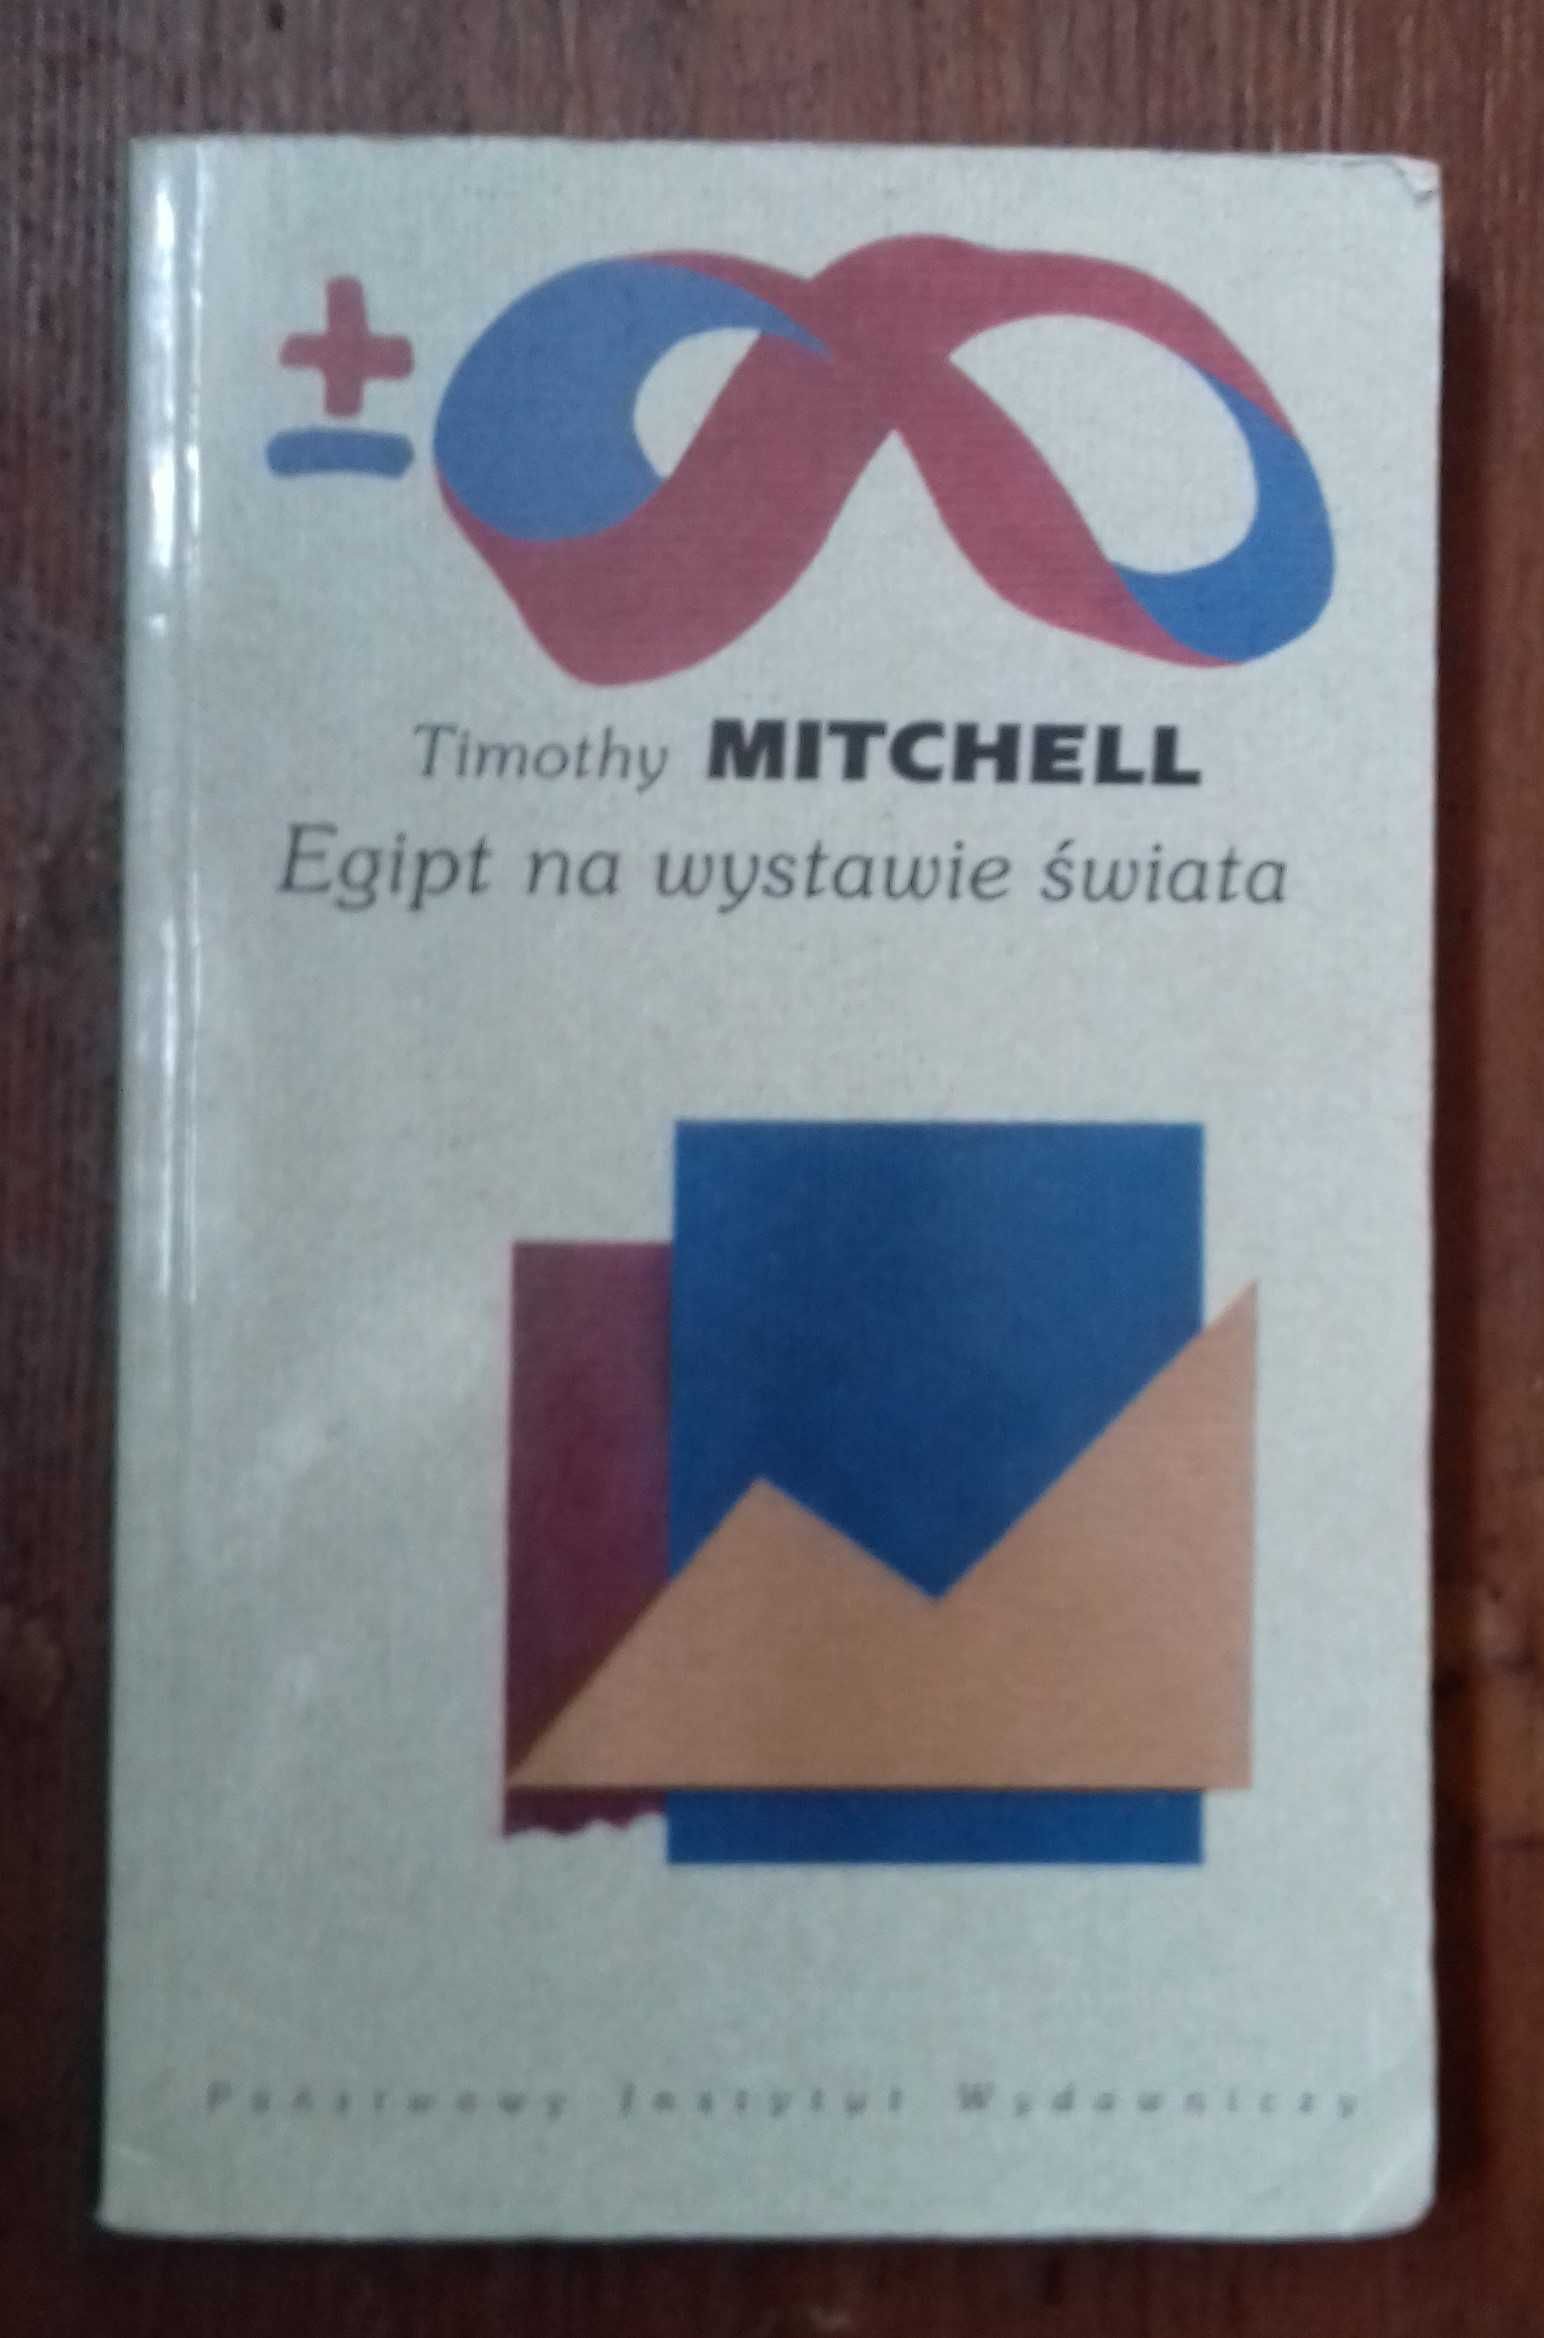 ±∞
Timothy MITCHELL
Egipt na wystawie świata
Państwowy Instytut Wydawniczy